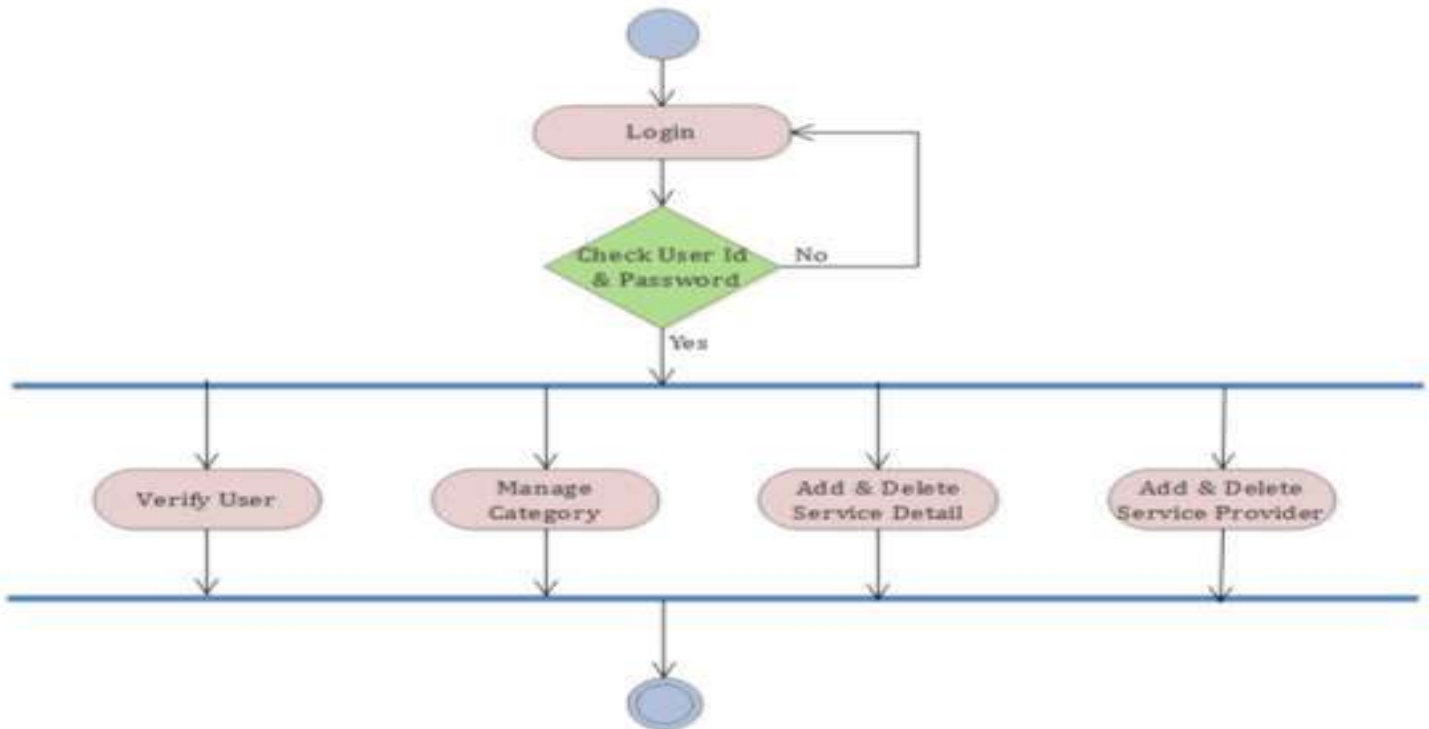 Login
Check User Id
& Password
No
Yes
Verify User
Manage
Category
Add & Delete
Service Detail
Add & Delete
Service Provider